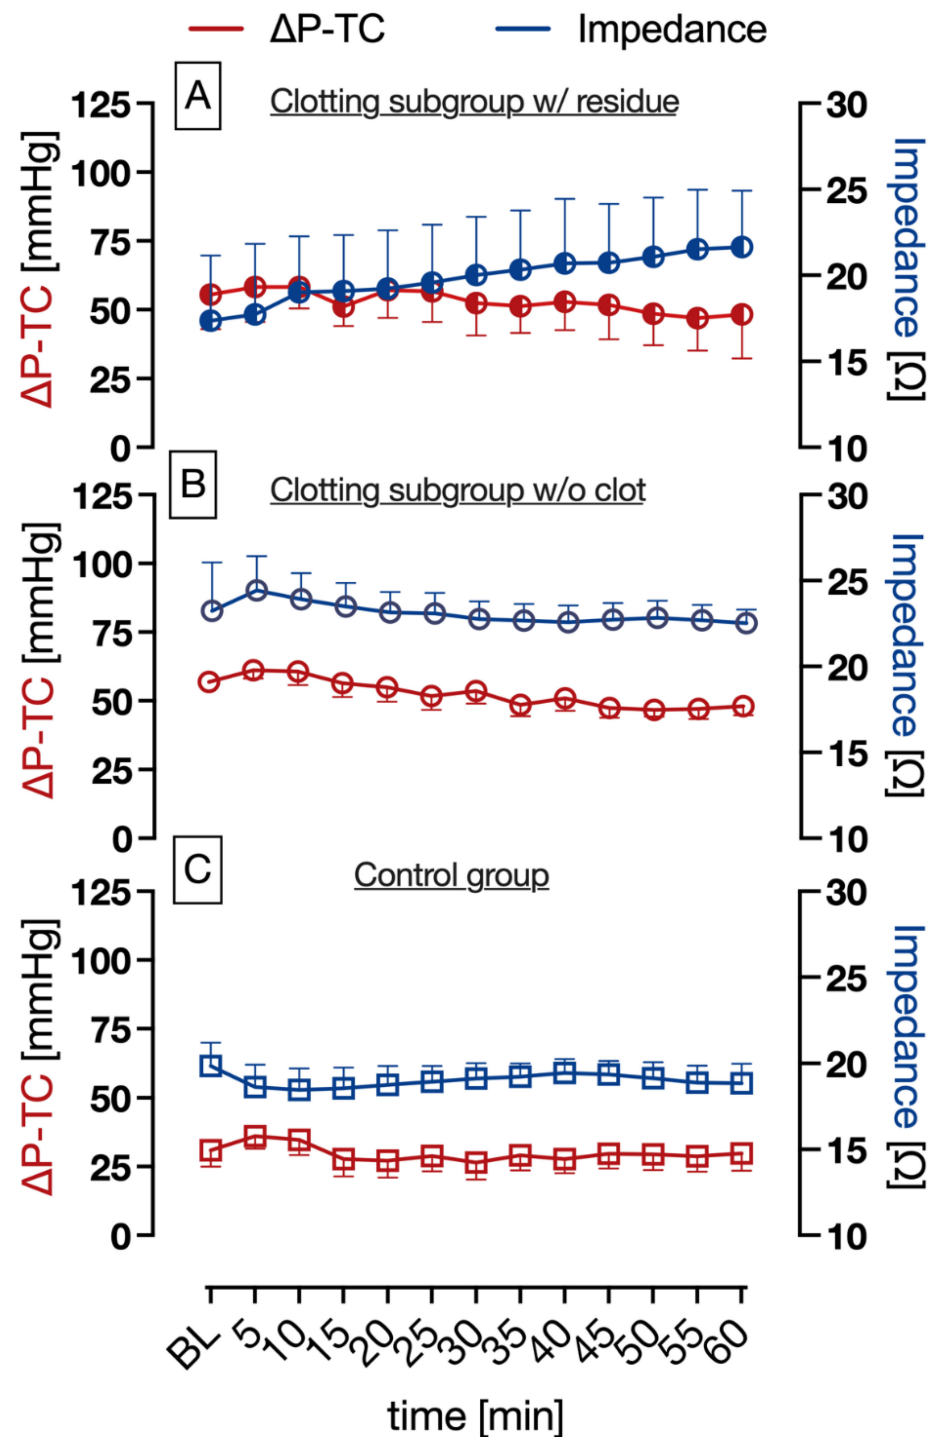 ΔP-TC Impedance
A Clotting subgroup w/ residue
ΔP-TC [mmHg]
125
100
75
50
25
0
30
25
20
15
10
Impedance [Ω]
B Clotting subgroup w/o clot
ΔP-TC [mmHg]
125
100
75
50
25
0
30
25
20
15
10
Impedance [Ω]
C Control group
ΔP-TC [mmHg]
125
100
75
50
25
0
30
25
20
15
10
Impedance [Ω]
BL 5 10 15 20 25 30 35 40 45 50 55 60
time [min]